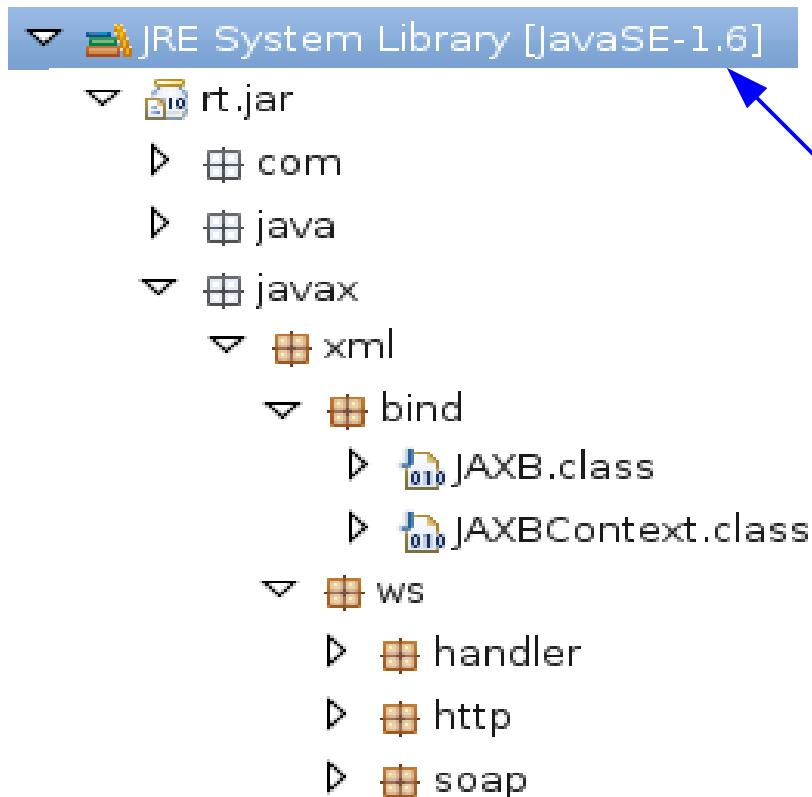 JRE System Library [JavaSE-1.6]
rt.jar
com
java
javax
xml
bind
JAXB.class
JAXBContext.class
ws
handler
http
soap